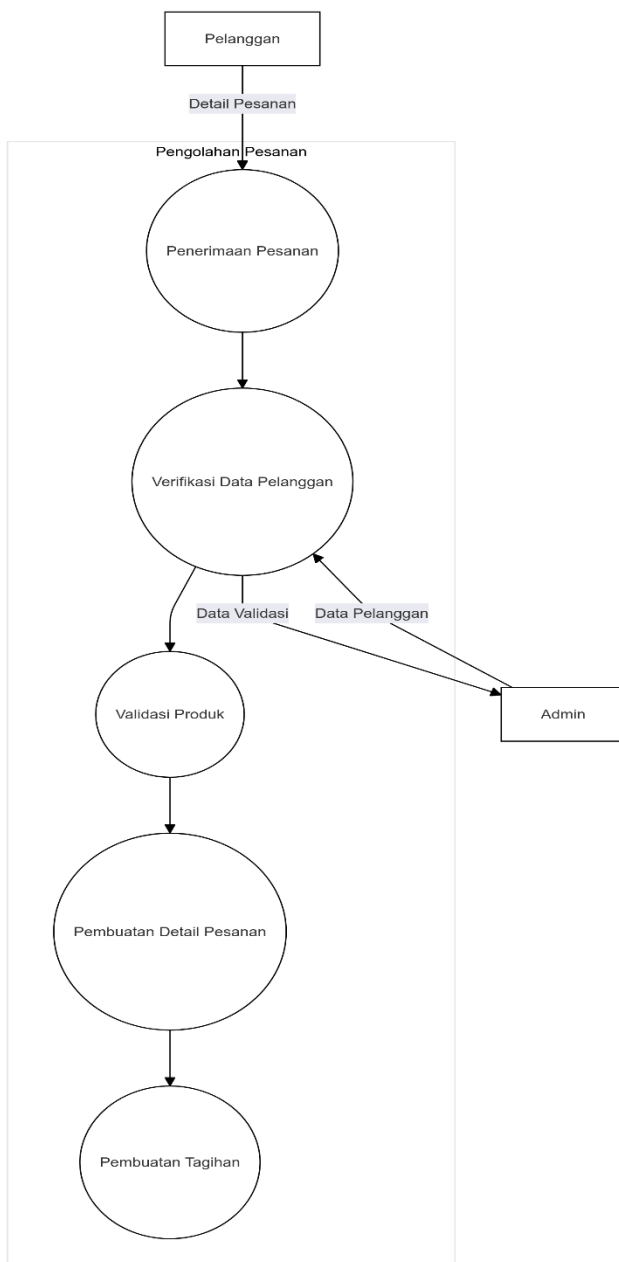 Pelanggan
Detail Pesanan
Pengolahan Pesanan
Penerimaan Pesanan
Verifikasi Data Pelanggan
Data Validasi
Data Pelanggan
Validasi Produk
Admin
Pembuatan Detail Pesanan
Pembuatan Tagihan